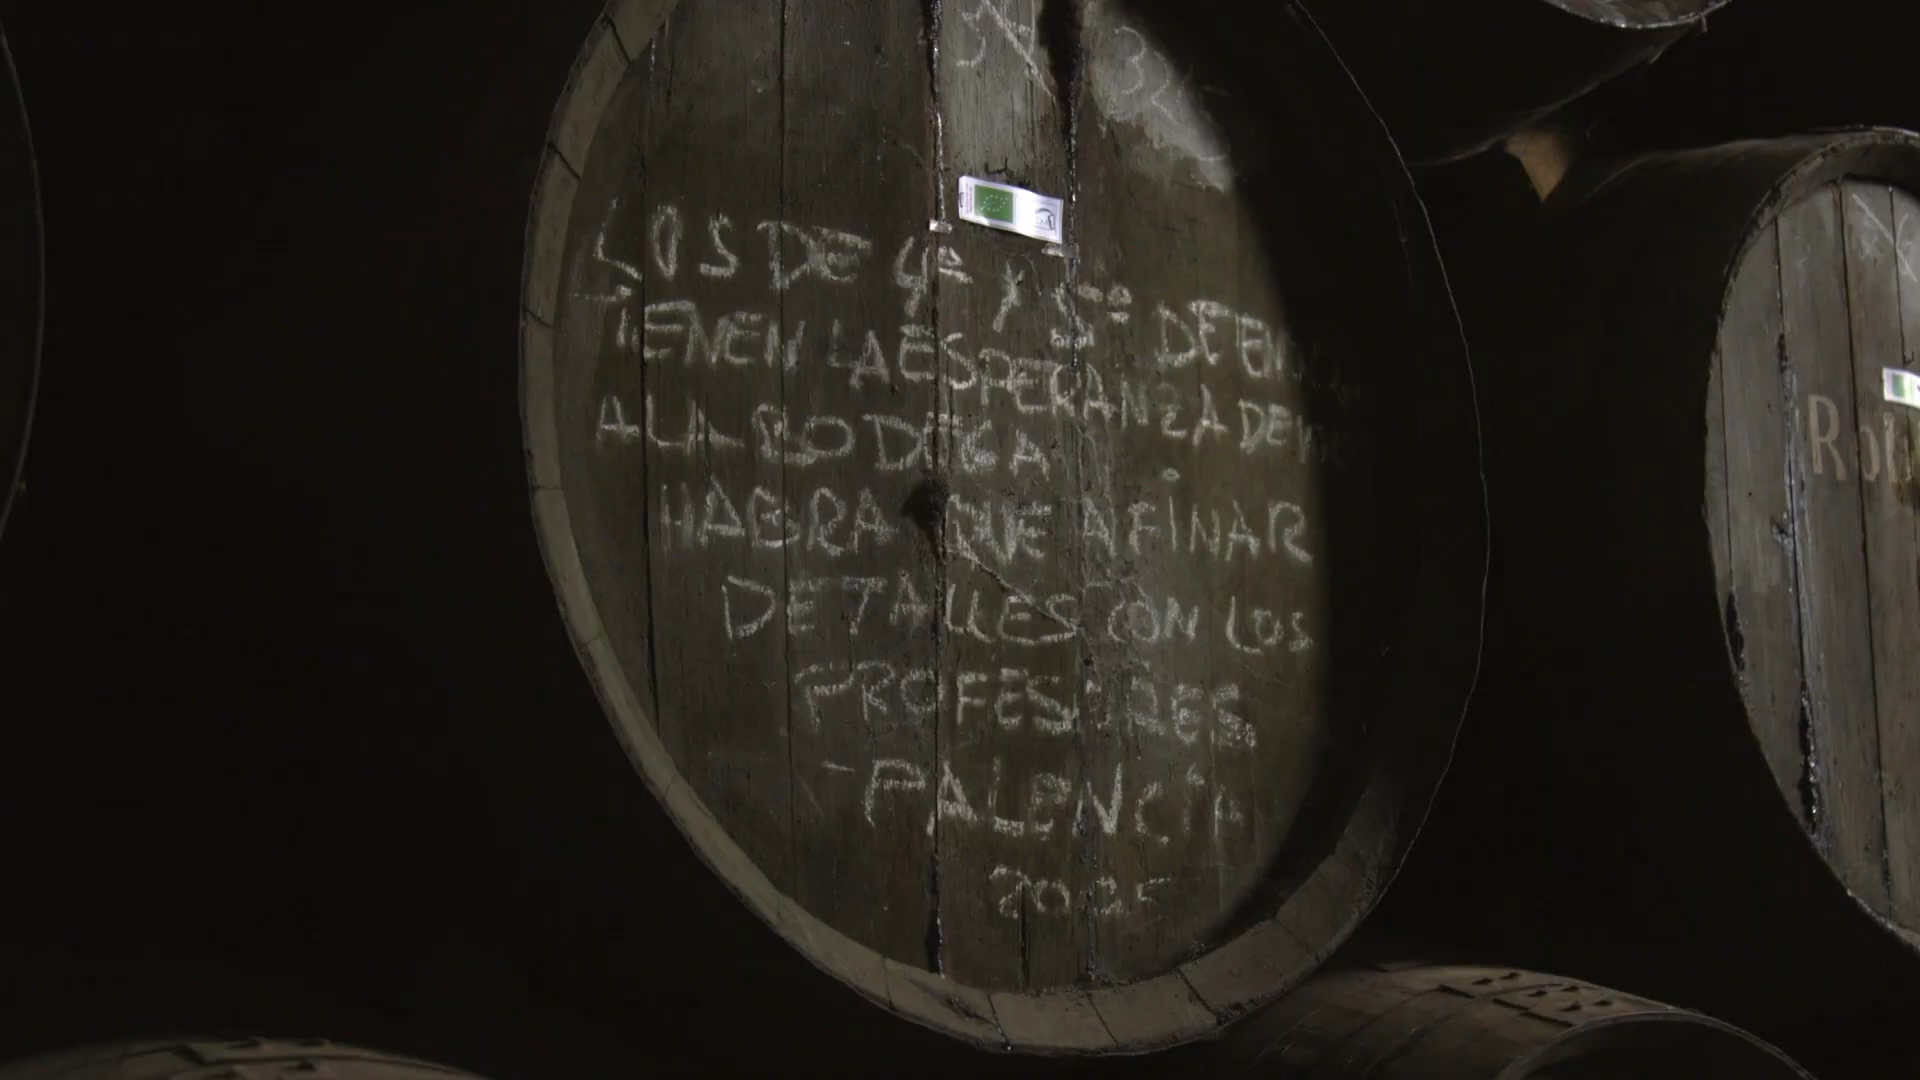 32
LOS DE 4º Y 5º DE
TIENEN LA ESPERANZA DE
A LA BODEGA
HABRA QUE AFINAR
DETALLES CON LOS
PROFESORES
-PALENCIA
2025